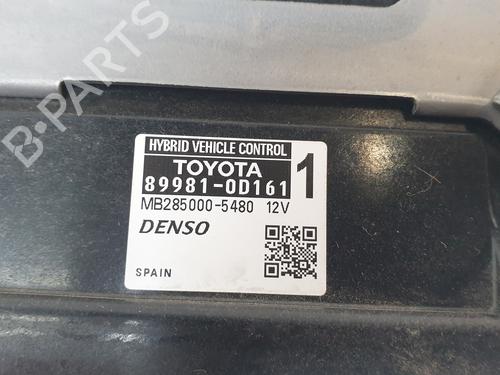 B-PARTS
HYBRID VEHICLE CONTROL
TOYOTA
89981-0D161
1
MB285000-5480 12V
DENSO
SPAIN